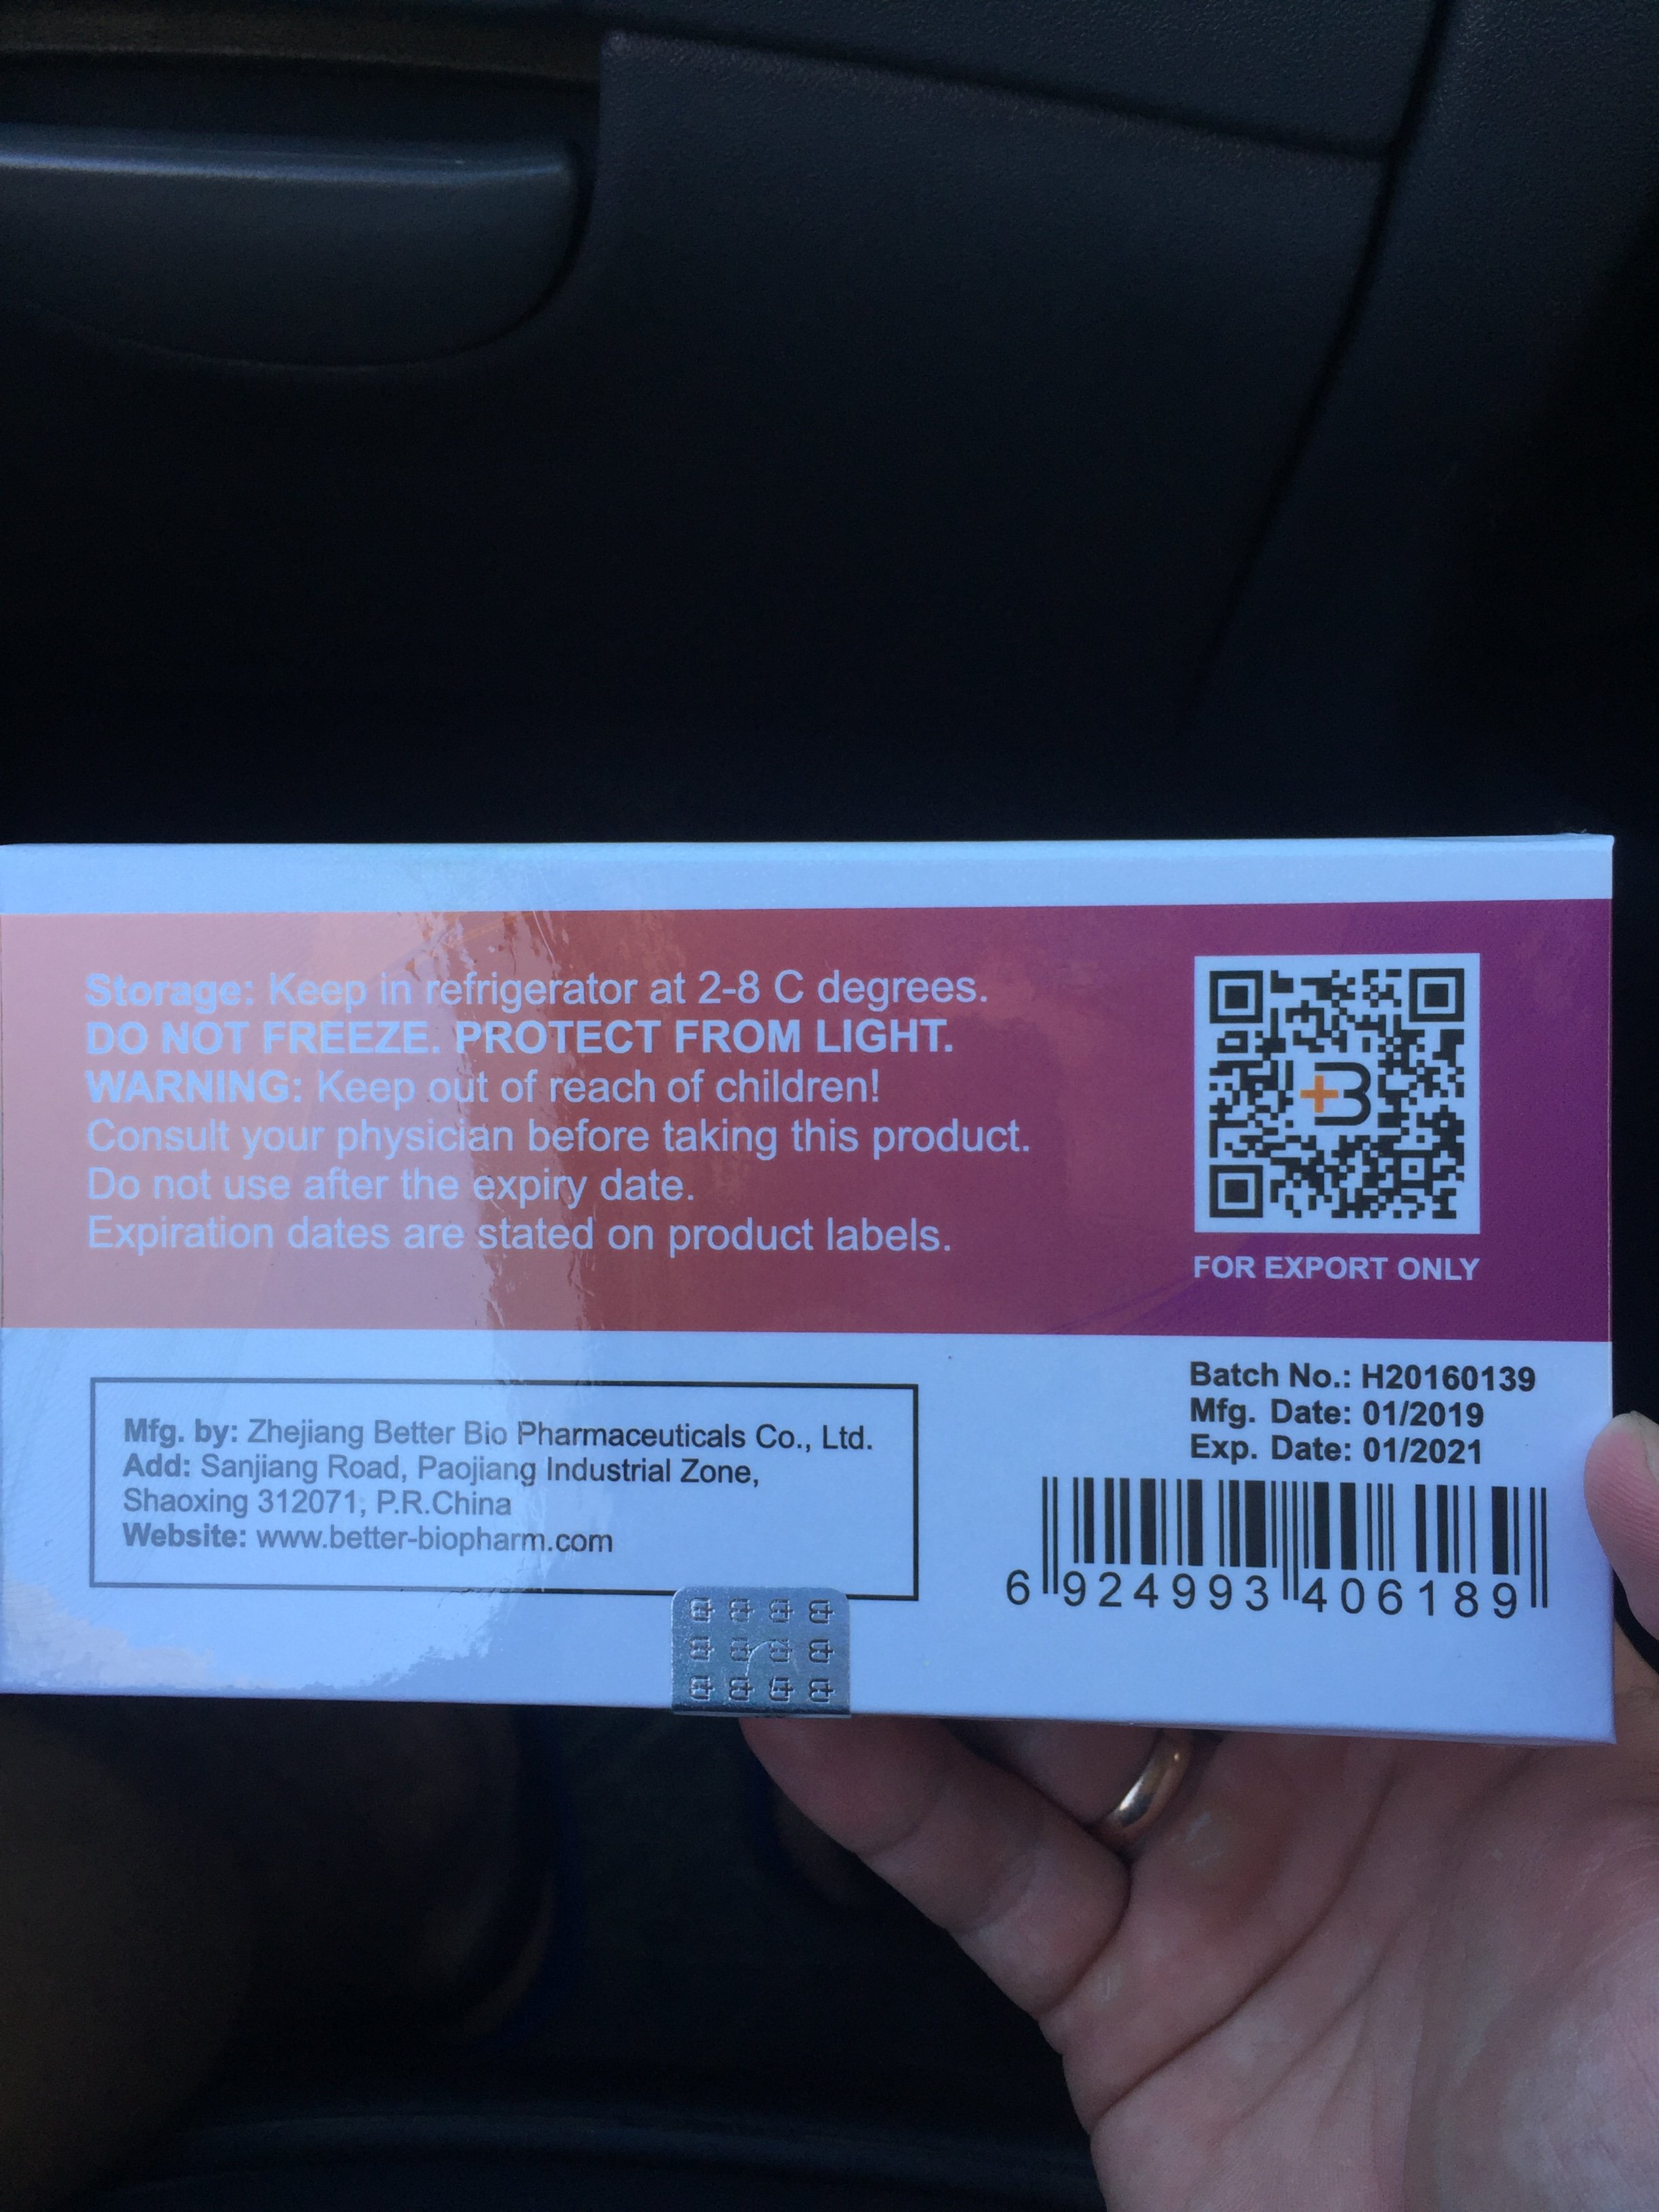 Storage: Keep in refrigerator at 2-8 C degrees.
DO NOT FREEZE. PROTECT FROM LIGHT.
WARNING: Keep out of reach of children!
Consult your physician before taking this product.
Do not use after the expiry date.
Expiration dates are stated on product labels.
+B
FOR EXPORT ONLY
Mfg. by: Zhejiang Better Bio Pharmaceuticals Co., Ltd.
Add: Sanjiang Road, Paojiang Industrial Zone,
Shaoxing 312071, P.R.China
Website: www.better-biopharm.com
Batch No.: H20160139
Mfg. Date: 01/2019
Exp. Date: 01/2021
6 924993 406189